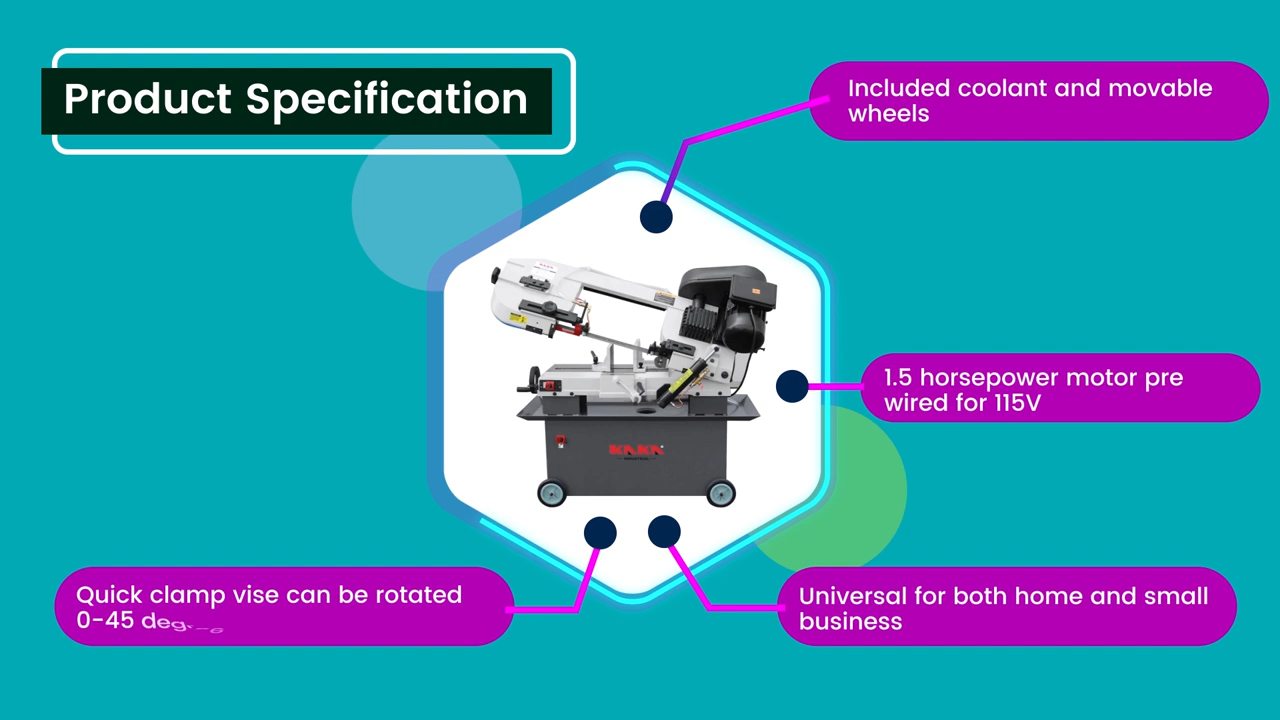 Product Specification
Included coolant and movable
wheels
1.5 horsepower motor pre
wired for 115V
KAKA
Quick clamp vise can be rotated
0-45
Universal for both home and small
business